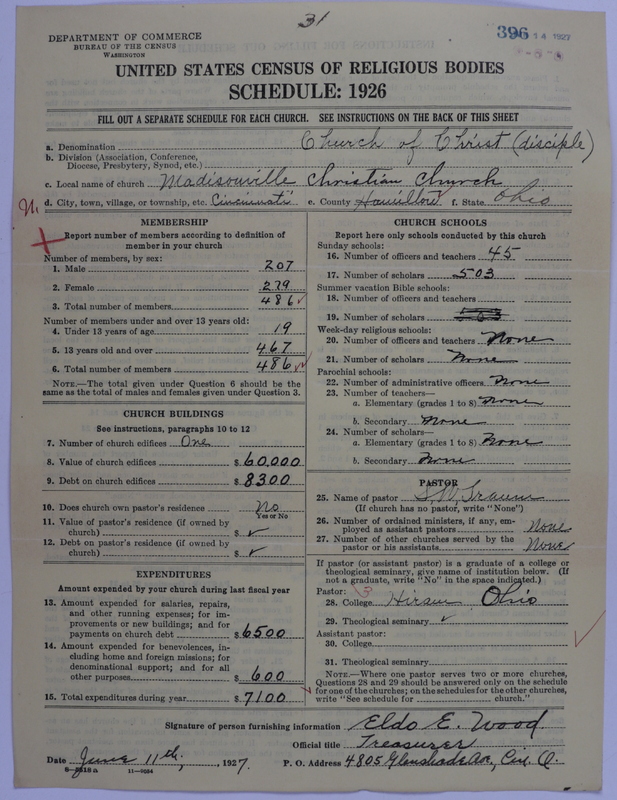 31
DEPARTMENT OF COMMERCE
BUREAU OF THE CENSUS
WASHINGTON
396 14 1927
UNITED STATES CENSUS OF RELIGIOUS BODIES
SCHEDULE: 1926
FILL OUT A SEPARATE SCHEDULE FOR EACH CHURCH. SEE INSTRUCTIONS ON THE BACK OF THIS SHEET
a. Denomination Church of Christ (disciple)
b. Division (Association, Conference,
Diocese, Presbytery, Synod, etc.)
c. Local name of church Madisonville Christian Church
d. City, town, village, or township, etc. Cincinnati e. County Hamilton f. State Ohio
MEMBERSHIP
Report number of members according to definition of
member in your church
Number of members, by sex:
1. Male 207
2. Female 279
3. Total number of members 486
Number of members under and over 13 years old:
4. Under 13 years of age 19
5. 13 years old and over 467
6. Total number of members 486
NOTE.—The total given under Question 6 should be the
same as the total of males and females given under Question 3.
CHURCH BUILDINGS
See instructions, paragraphs 10 to 12
7. Number of church edifices One
8. Value of church edifices $ 60,000
9. Debt on church edifices $ 8300
10. Does church own pastor's residence No
Yes or No
11. Value of pastor's residence (if owned by
church) $ ✓
12. Debt on pastor's residence (if owned by
church) $ ✓
EXPENDITURES
Amount expended by your church during last fiscal year
13. Amount expended for salaries, repairs,
and other running expenses; for im-
provements or new buildings; and for
payments on church debt $ 6500
14. Amount expended for benevolences, in-
cluding home and foreign missions; for
denominational support; and for all
other purposes $ 600
15. Total expenditures during year $ 7100
CHURCH SCHOOLS
Report here only schools conducted by this church
Sunday schools:
16. Number of officers and teachers 45
17. Number of scholars 503
Summer vacation Bible schools:
18. Number of officers and teachers
19. Number of scholars 503
Week-day religious schools:
20. Number of officers and teachers None
21. Number of scholars None
Parochial schools:
22. Number of administrative officers None
23. Number of teachers—
a. Elementary (grades 1 to 8) None
b. Secondary None
24. Number of scholars—
a. Elementary (grades 1 to 8) None
b. Secondary None
PASTOR
25. Name of pastor S. W. Traum
(If church has no pastor, write "None")
26. Number of ordained ministers, if any, em-
ployed as assistant pastors None
27. Number of other churches served by the
pastor or his assistants None
If pastor (or assistant pastor) is a graduate of a college or
theological seminary, give name of institution below. (If
not a graduate, write "No" in the space indicated.)
Pastor:
28. College Hiram Ohio
29. Theological seminary ✓
Assistant pastor:
30. College
31. Theological seminary
NOTE.—Where one pastor serves two or more churches,
Questions 28 and 29 should be answered only on the schedule
for one of the churches; on the schedules for the other churches,
write "See schedule for church."
Signature of person furnishing information Eldo E. Wood
Official title Treasurer
Date June 11th, 1927. P. O. Address 4805 Glenshade Ave, Cin. O.
11—9064